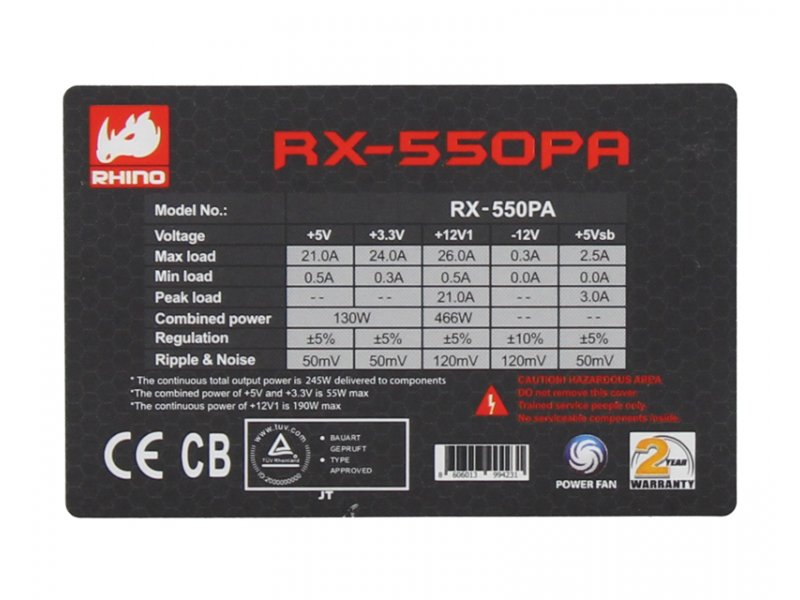 RHINO
RX-550PA
Model No.: RX-550PA
Voltage +5V +3.3V +12V1 -12V +5Vsb
Max load 21.0A 24.0A 26.0A 0.3A 2.5A
Min load 0.5A 0.3A 0.5A 0.0A 0.0A
Peak load -- -- 21.0A -- 3.0A
Combined power 130W 466W -- --
Regulation ±5% ±5% ±5% ±10% ±5%
Ripple & Noise 50mV 50mV 120mV 120mV 50mV
* The continuous total output power is 245W delivered to components
*The combined power of +5V and +3.3V is 55W max
*The continuous power of +12V1 is 190W max
CAUTION! HAZARDOUS AREA
DO not remove this cover.
Trained service people only.
No serviceable components inside.
CE CB
www.tuv.com
TÜV Rheinland
ID:2000000000
• BAUART
GEPRUFT
• TYPE
APPROVED
JT
8 606013 994231
POWER FAN
2 YEAR
WARRANTY